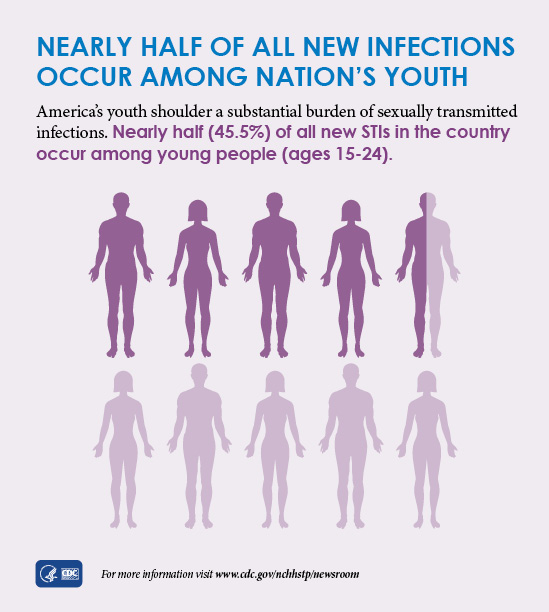 NEARLY HALF OF ALL NEW INFECTIONS
OCCUR AMONG NATION’S YOUTH
America’s youth shoulder a substantial burden of sexually transmitted
infections. Nearly half (45.5%) of all new STIs in the country
occur among young people (ages 15-24).
CDC
For more information visit www.cdc.gov/nchhstp/newsroom